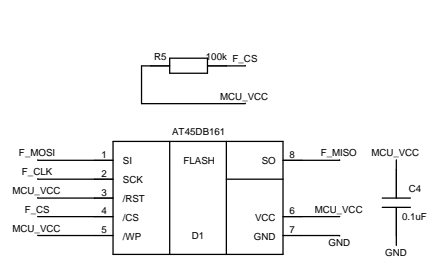 R5 100k F_CS
MCU_VCC
AT45DB161
F_MOSI 1 SI FLASH SO 8 F_MISO MCU_VCC
F_CLK 2 SCK
MCU_VCC 3 /RST C4
F_CS 4 /CS VCC 6 MCU_VCC 0.1uF
MCU_VCC 5 /WP D1 GND 7 GND
GND